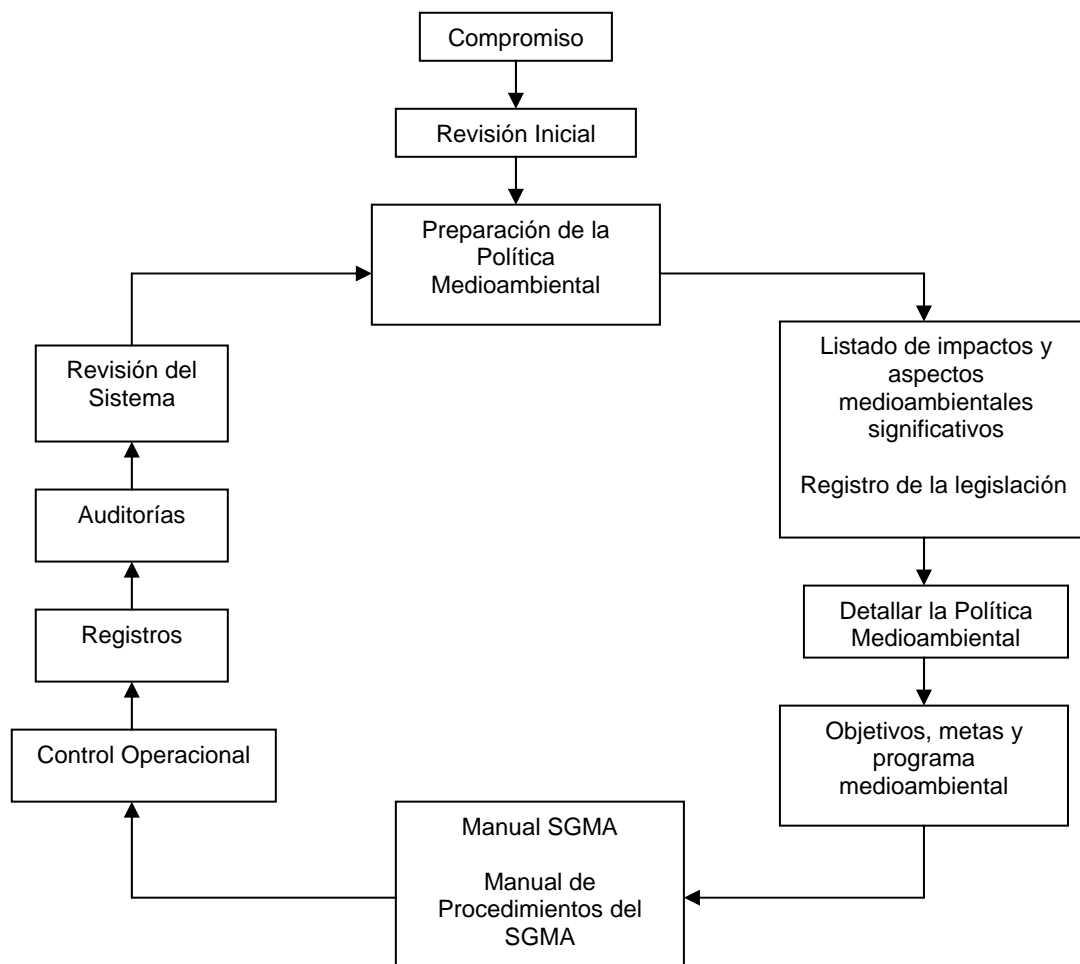 Compromiso
Revisión Inicial
Preparación de la
Política
Medioambiental
Listado de impactos y
aspectos
medioambientales
significativos
Registro de la legislación
Detallar la Política
Medioambiental
Objetivos, metas y
programa
medioambiental
Manual SGMA
Manual de
Procedimientos del
SGMA
Control Operacional
Registros
Auditorías
Revisión del
Sistema